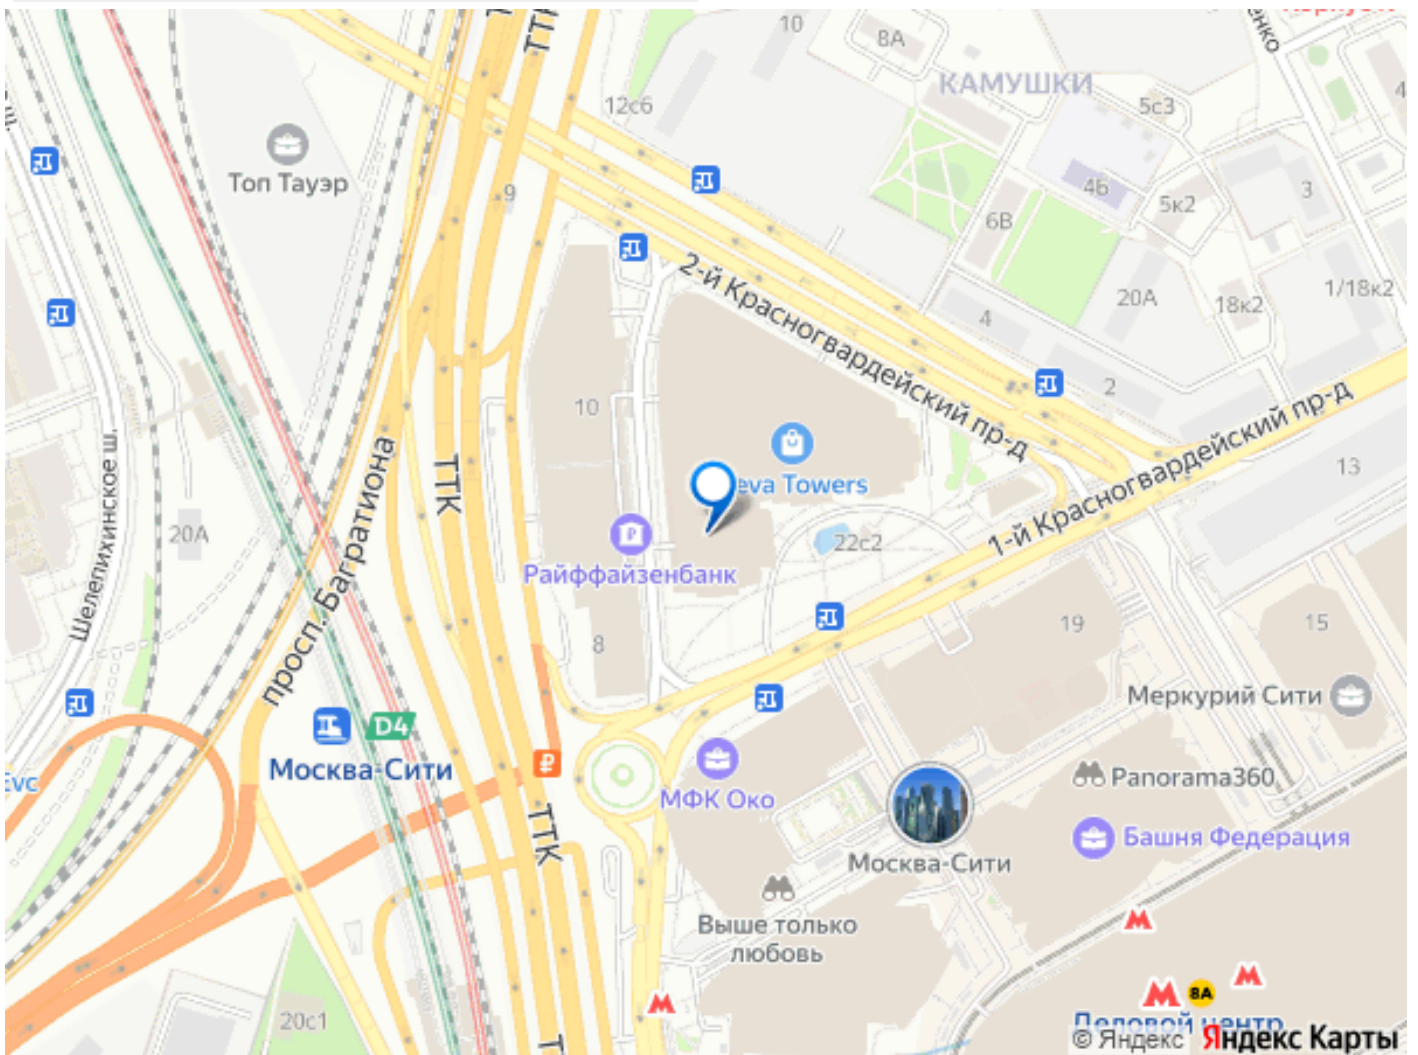 10
8А
КАМУШКИ
12с6
5с3
Топ Тауэр
9
4Б
5к2
3
6В
20А
18к2
1/18к2
4
2
2-й Красногвардейский пр-д
1-й Красногвардейский пр-д
10
ТТК
просп. Багратиона
Шелепихинское ш.
20А
eva Towers
22с2
Райффайзенбанк
8
13
19
15
Меркурий Сити
D4
Москва-Сити
₽
МФК Око
Panorama360
Башня Федерация
Москва-Сити
ТТК
Выше только
любовь
20с1
8А
Деловой центр
© Яндекс Яндекс Карты